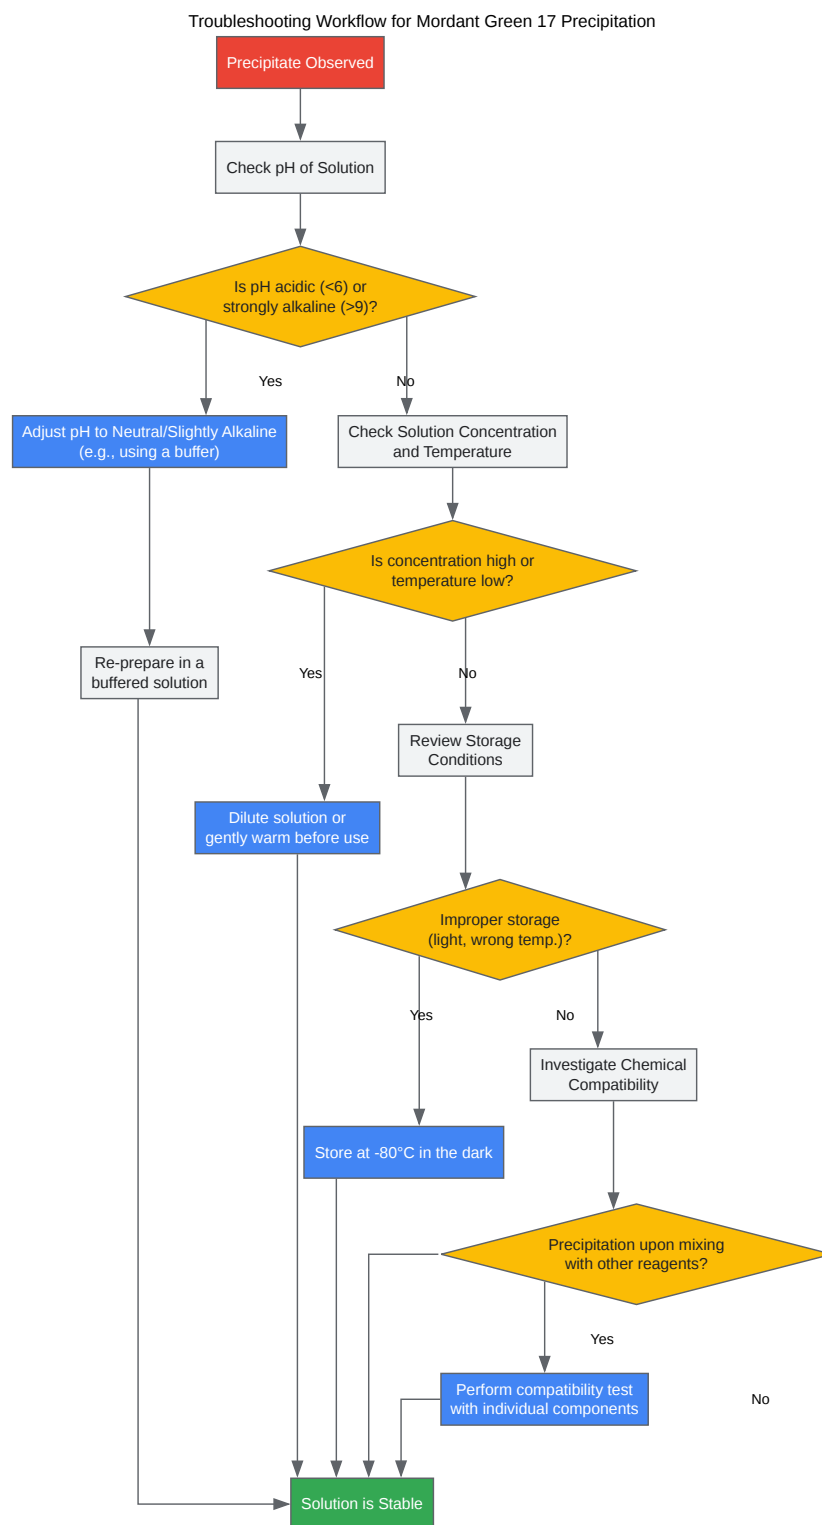 Troubleshooting Workflow for Mordant Green 17 Precipitation
Precipitate Observed
Check pH of Solution
Is pH acidic (<6) or
strongly alkaline (>9)?
Yes
No
Adjust pH to Neutral/Slightly Alkaline
(e.g., using a buffer)
Check Solution Concentration
and Temperature
Is concentration high or
temperature low?
Re-prepare in a
buffered solution
Yes
No
Review Storage
Conditions
Dilute solution or
gently warm before use
Improper storage
(light, wrong temp.)?
Yes
No
Investigate Chemical
Compatibility
Store at -80°C in the dark
Precipitation upon mixing
with other reagents?
Yes
Perform compatibility test
with individual components
No
Solution is Stable